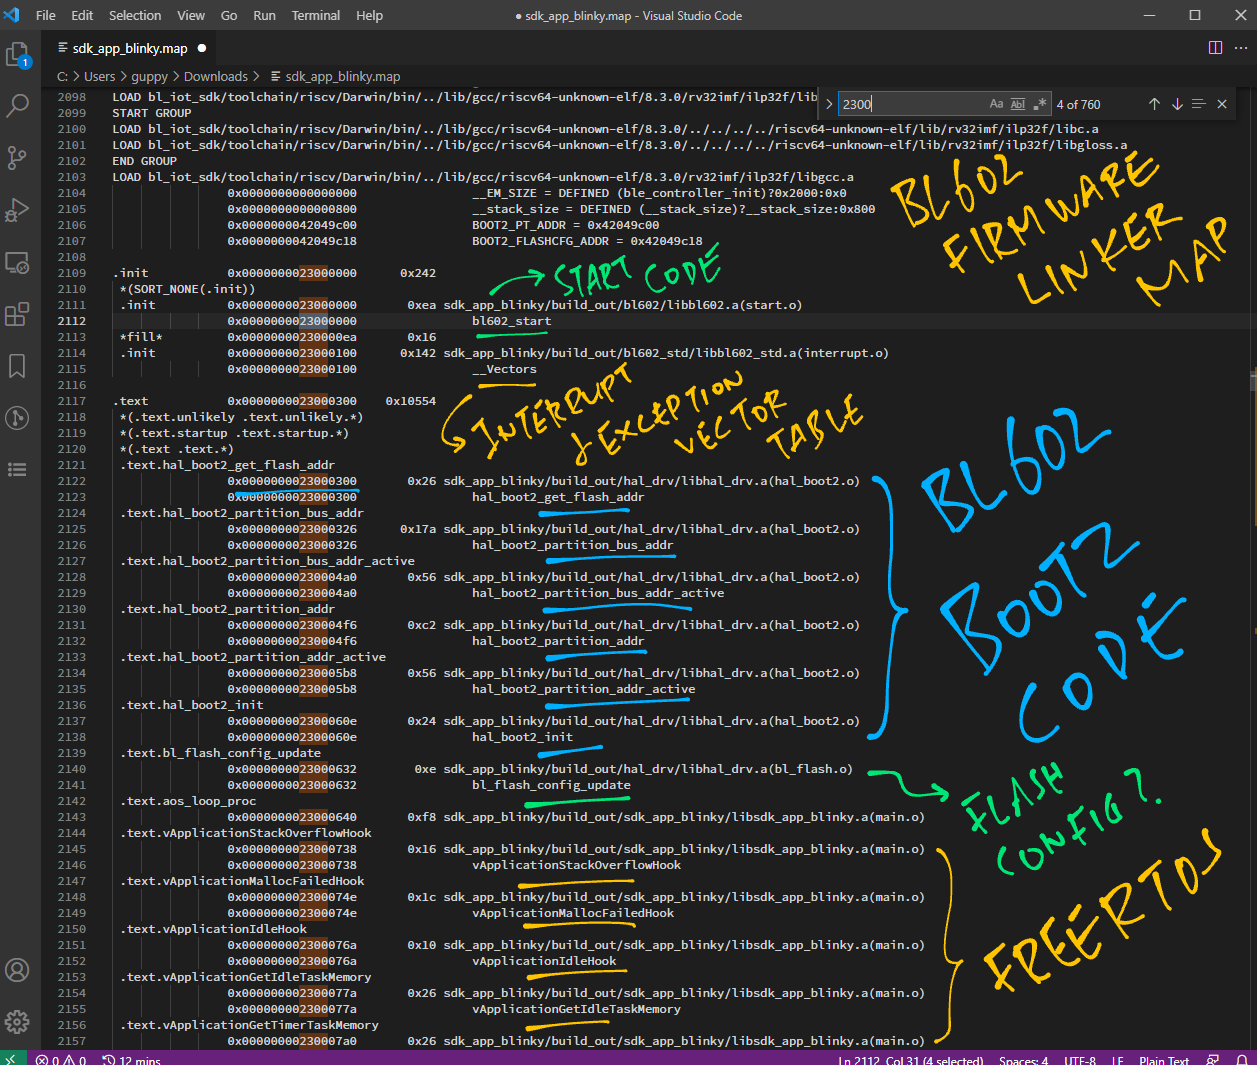 File Edit Selection View Go Run Terminal Help ● sdk_app_blinky.map - Visual Studio Code
sdk_app_blinky.map ●
C: > Users > guppy > Downloads > sdk_app_blinky.map
2300 Aa Abl .* 4 of 760
2098 LOAD bl_iot_sdk/toolchain/riscv/Darwin/bin/../lib/gcc/riscv64-unknown-elf/8.3.0/rv32imf/ilp32f/lib
2099 START GROUP
2100 LOAD bl_iot_sdk/toolchain/riscv/Darwin/bin/../lib/gcc/riscv64-unknown-elf/8.3.0/../../../../riscv64-unknown-elf/lib/rv32imf/ilp32f/libc.a
2101 LOAD bl_iot_sdk/toolchain/riscv/Darwin/bin/../lib/gcc/riscv64-unknown-elf/8.3.0/../../../../riscv64-unknown-elf/lib/rv32imf/ilp32f/libgloss.a
2102 END GROUP
2103 LOAD bl_iot_sdk/toolchain/riscv/Darwin/bin/../lib/gcc/riscv64-unknown-elf/8.3.0/rv32imf/ilp32f/libgcc.a
2104 0x0000000000000000 __EM_SIZE = DEFINED (ble_controller_init)?0x2000:0x0
2105 0x0000000000000800 __stack_size = DEFINED (__stack_size)?__stack_size:0x800
2106 0x0000000042049c00 BOOT2_PT_ADDR = 0x42049c00
2107 0x0000000042049c18 BOOT2_FLASHCFG_ADDR = 0x42049c18
2108
BL602
FIRMWARE
LINKER
MAP
2109 .init 0x0000000023000000 0x242
2110 *(SORT_NONE(.init))
START CODE
2111 .init 0x0000000023000000 0xea sdk_app_blinky/build_out/bl602/libbl602.a(start.o)
2112 0x0000000023000000 bl602_start
2113 *fill* 0x00000000230000ea 0x16
2114 .init 0x0000000023000100 0x142 sdk_app_blinky/build_out/bl602_std/libbl602_std.a(interrupt.o)
2115 0x0000000023000100 __Vectors
2116
2117 .text 0x0000000023000300 0x10554
2118 *(.text.unlikely .text.unlikely.*)
2119 *(.text.startup .text.startup.*)
2120 *(.text .text.*)
INTERRUPT
& EXCEPTION
VECTOR
TABLE
2121 .text.hal_boot2_get_flash_addr
2122 0x0000000023000300 0x26 sdk_app_blinky/build_out/hal_drv/libhal_drv.a(hal_boot2.o)
2123 0x0000000023000300 hal_boot2_get_flash_addr
2124 .text.hal_boot2_partition_bus_addr
2125 0x0000000023000326 0x17a sdk_app_blinky/build_out/hal_drv/libhal_drv.a(hal_boot2.o)
2126 0x0000000023000326 hal_boot2_partition_bus_addr
2127 .text.hal_boot2_partition_bus_addr_active
2128 0x00000000230004a0 0x56 sdk_app_blinky/build_out/hal_drv/libhal_drv.a(hal_boot2.o)
2129 0x00000000230004a0 hal_boot2_partition_bus_addr_active
2130 .text.hal_boot2_partition_addr
2131 0x00000000230004f6 0xc2 sdk_app_blinky/build_out/hal_drv/libhal_drv.a(hal_boot2.o)
2132 0x00000000230004f6 hal_boot2_partition_addr
2133 .text.hal_boot2_partition_addr_active
2134 0x00000000230005b8 0x56 sdk_app_blinky/build_out/hal_drv/libhal_drv.a(hal_boot2.o)
2135 0x00000000230005b8 hal_boot2_partition_addr_active
2136 .text.hal_boot2_init
2137 0x000000002300060e 0x24 sdk_app_blinky/build_out/hal_drv/libhal_drv.a(hal_boot2.o)
2138 0x000000002300060e hal_boot2_init
BL602
BOOT2
CODE
2139 .text.bl_flash_config_update
2140 0x0000000023000632 0xe sdk_app_blinky/build_out/hal_drv/libhal_drv.a(bl_flash.o)
2141 0x0000000023000632 bl_flash_config_update
FLASH
CONFIG?
2142 .text.aos_loop_proc
2143 0x0000000023000640 0xf8 sdk_app_blinky/build_out/sdk_app_blinky/libsdk_app_blinky.a(main.o)
2144 .text.vApplicationStackOverflowHook
2145 0x0000000023000738 0x16 sdk_app_blinky/build_out/sdk_app_blinky/libsdk_app_blinky.a(main.o)
2146 0x0000000023000738 vApplicationStackOverflowHook
2147 .text.vApplicationMallocFailedHook
2148 0x000000002300074e 0x1c sdk_app_blinky/build_out/sdk_app_blinky/libsdk_app_blinky.a(main.o)
2149 0x000000002300074e vApplicationMallocFailedHook
2150 .text.vApplicationIdleHook
2151 0x000000002300076a 0x10 sdk_app_blinky/build_out/sdk_app_blinky/libsdk_app_blinky.a(main.o)
2152 0x000000002300076a vApplicationIdleHook
2153 .text.vApplicationGetIdleTaskMemory
2154 0x000000002300077a 0x26 sdk_app_blinky/build_out/sdk_app_blinky/libsdk_app_blinky.a(main.o)
2155 0x000000002300077a vApplicationGetIdleTaskMemory
2156 .text.vApplicationGetTimerTaskMemory
2157 0x00000000230007a0 0x26 sdk_app_blinky/build_out/sdk_app_blinky/libsdk_app_blinky.a(main.o)
FREERTOS
1
0 0 12 mins Ln 2112, Col 31 (4 selected) Spaces: 4 UTF-8 LF Plain Text